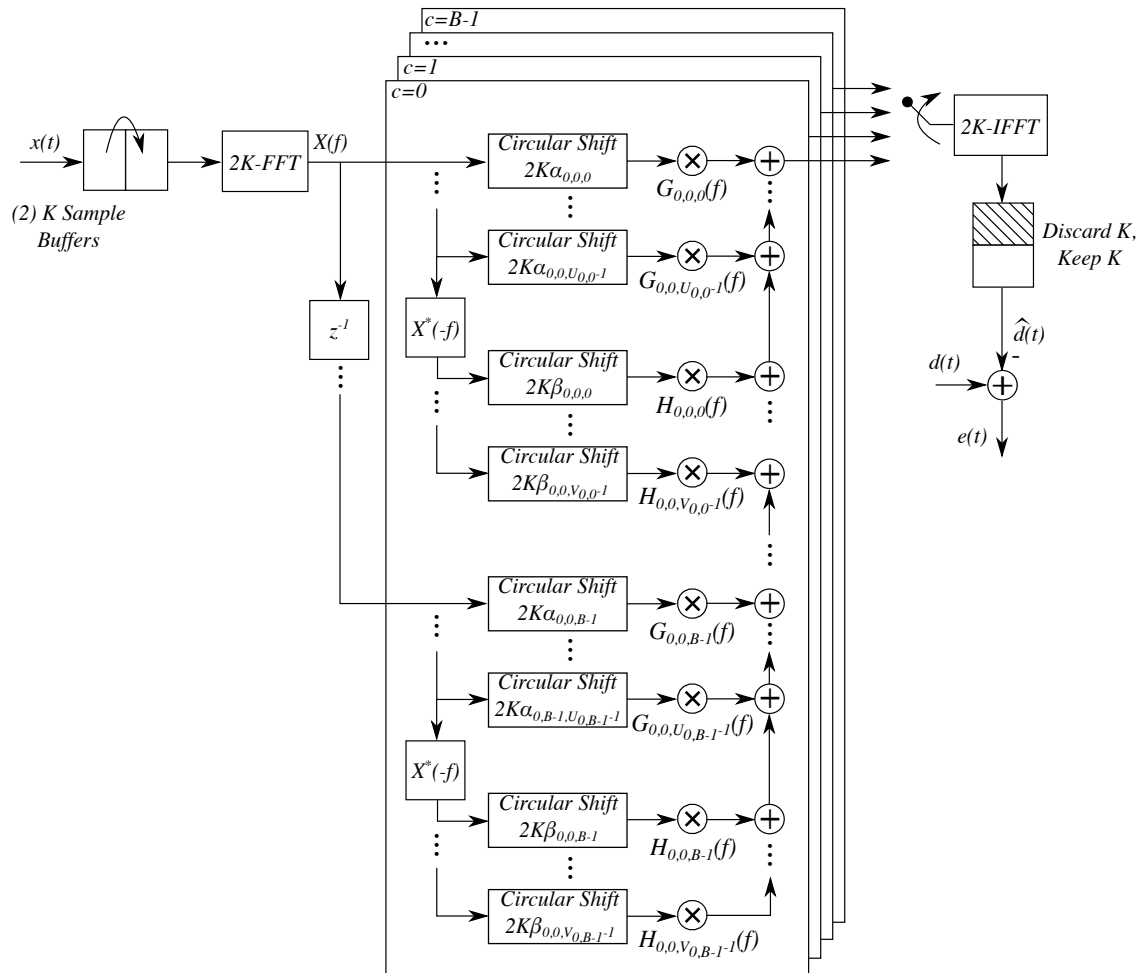 c=B-1
...
c=1
c=0
x(t)
(2) K Sample
Buffers
2K-FFT
X(f)
z⁻¹
Circular Shift
2Kα₀,₀,₀
G₀,₀,₀(f)
Circular Shift
2Kα₀,₀,U₀,₀-1
G₀,₀,U₀,₀-1(f)
X*(-f)
Circular Shift
2Kβ₀,₀,₀
H₀,₀,₀(f)
Circular Shift
2Kβ₀,₀,V₀,₀-1
H₀,₀,V₀,₀-1(f)
Circular Shift
2Kα₀,₀,B-1
G₀,₀,B-1(f)
Circular Shift
2Kα₀,B-1,U₀,B-1-1
G₀,₀,U₀,B-1-1(f)
X*(-f)
Circular Shift
2Kβ₀,₀,B-1
H₀,₀,B-1(f)
Circular Shift
2Kβ₀,₀,V₀,B-1-1
H₀,₀,V₀,B-1-1(f)
2K-IFFT
Discard K,
Keep K
d̂(t)
-
d(t)
e(t)